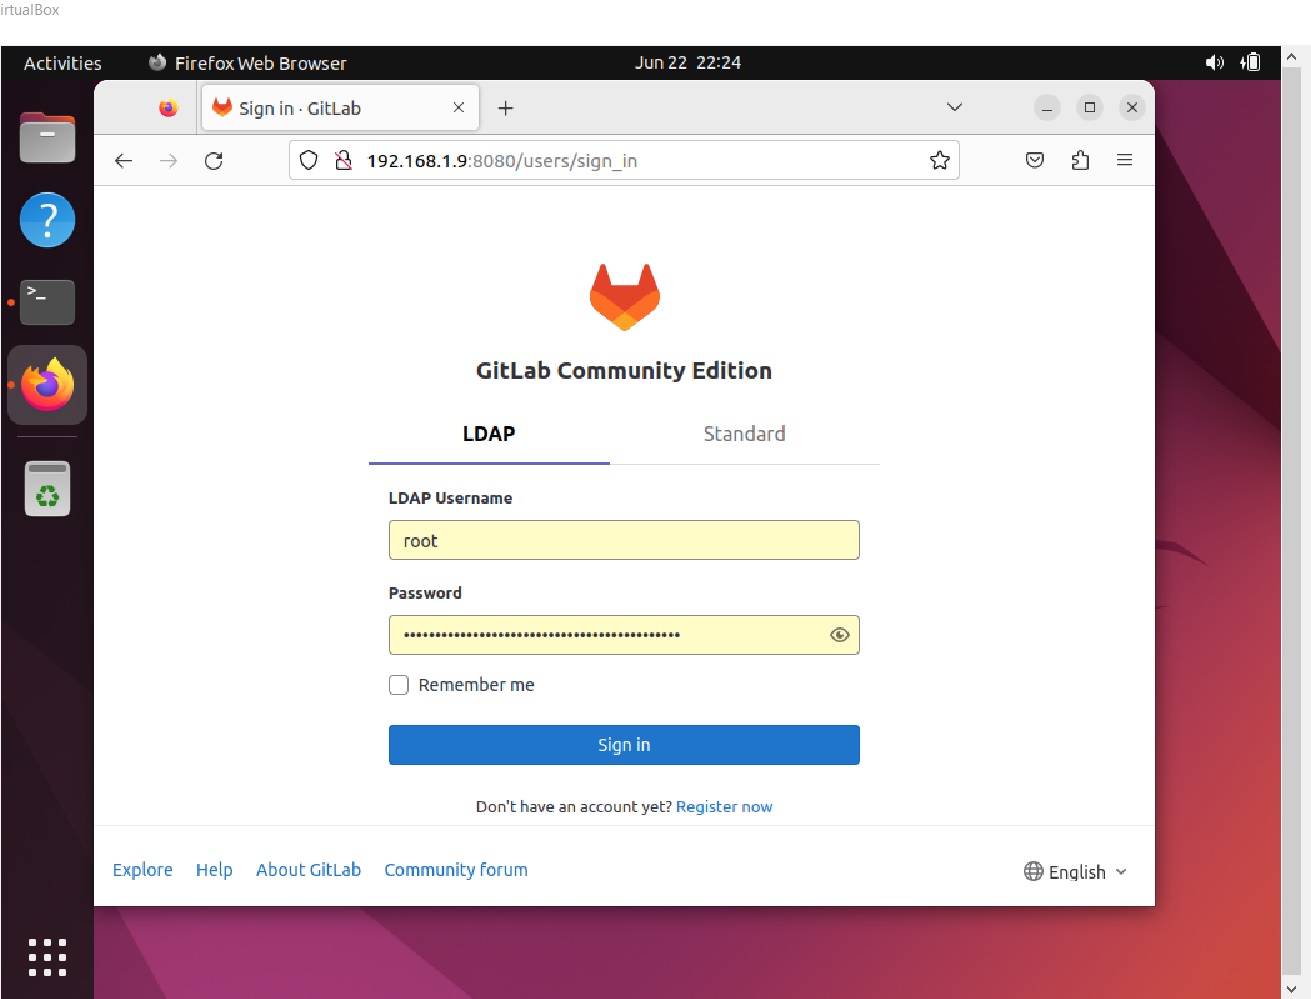 irtualBox
Activities
Firefox Web Browser
Jun 22 22:24
Sign in · GitLab
192.168.1.9:8080/users/sign_in
GitLab Community Edition
LDAP
Standard
LDAP Username
root
Password
Remember me
Sign in
Don't have an account yet? Register now
Explore
Help
About GitLab
Community forum
English